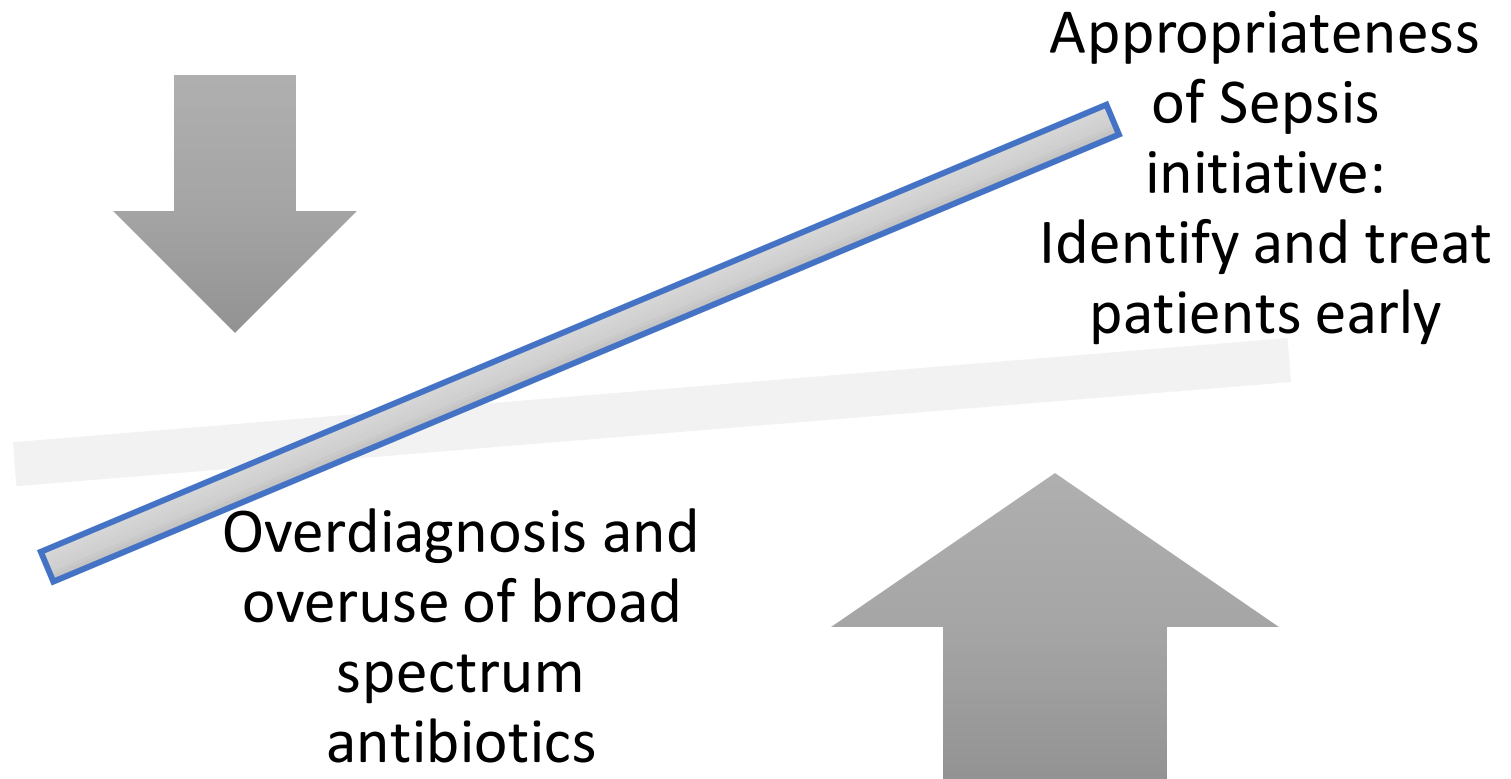 Appropriateness
of Sepsis
initiative:
Identify and treat
patients early
Overdiagnosis and
overuse of broad
spectrum
antibiotics